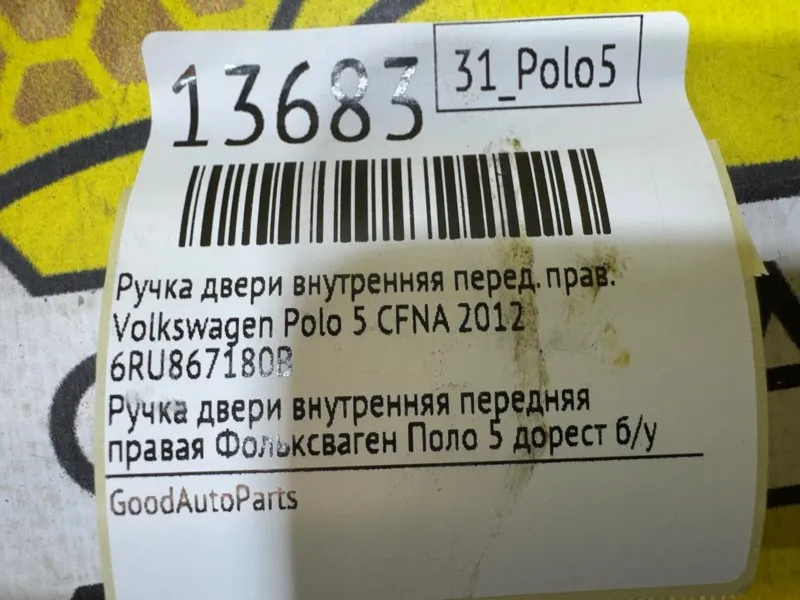 13683
31_Polo5
Ручка двери внутренняя перед. прав.
Volkswagen Polo 5 CFNA 2012
6RU867180B
Ручка двери внутренняя передняя
правая Фольксваген Поло 5 дорест б/у
GoodAutoParts